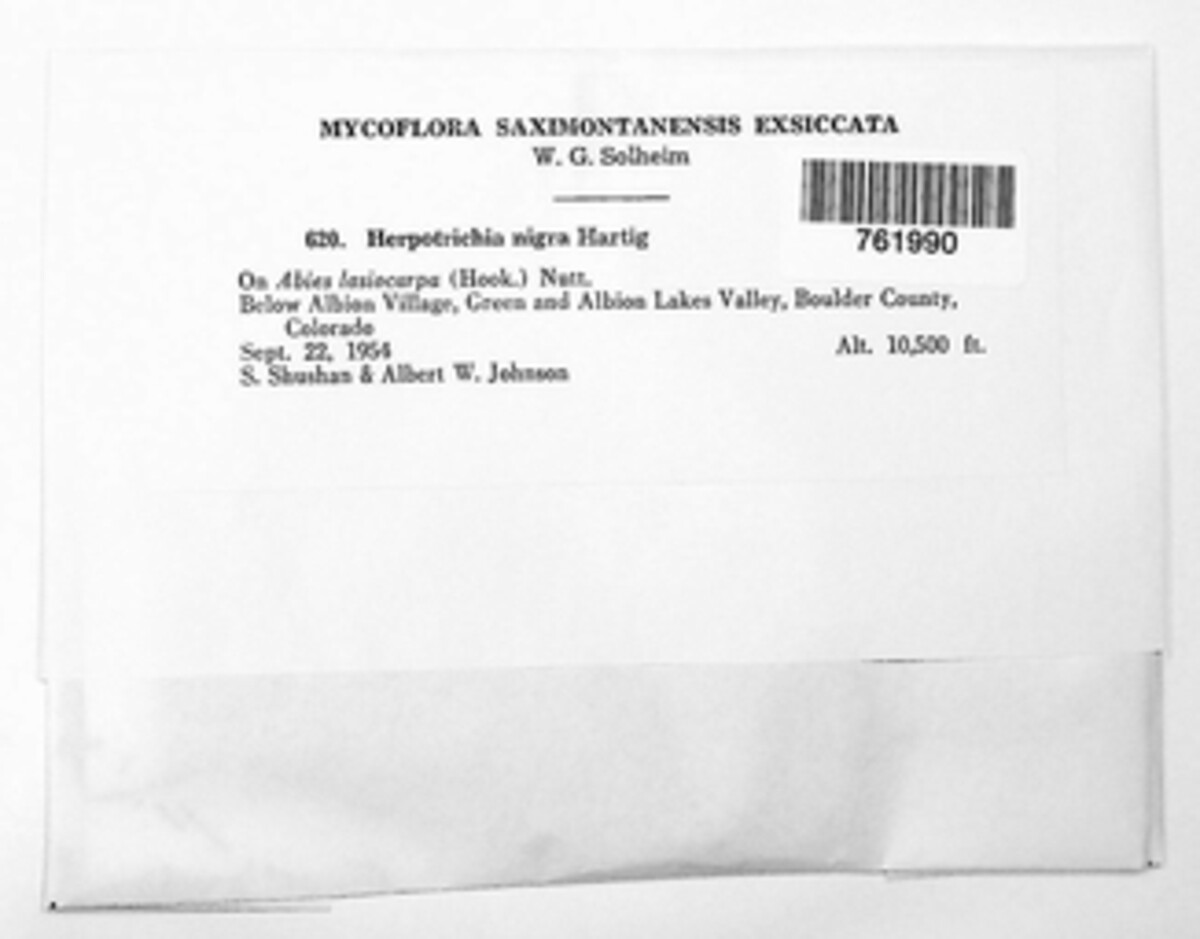 MYCOFLORA SAXIMONTANENSIS EXSICCATA
W. G. Solheim
761990
620. Herpotrichia nigra Hartig
On Abies lasiocarpa (Hook.) Nutt.
Below Albion Village, Green and Albion Lakes Valley, Boulder County,
Colorado
Sept. 22, 1954
Alt. 10,500 ft.
S. Shushan & Albert W. Johnson